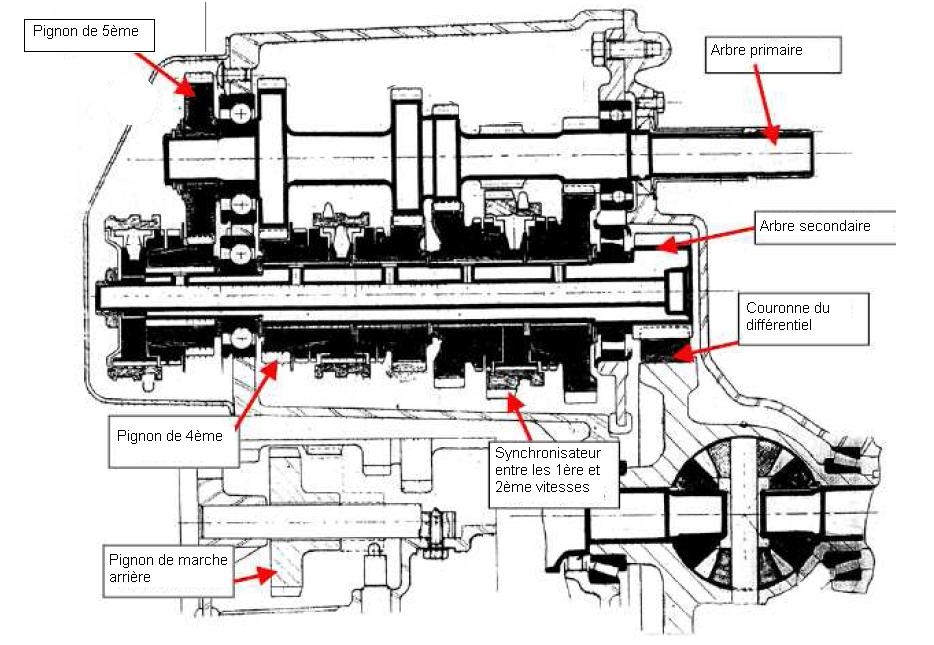 Pignon de 5ème
Arbre primaire
Arbre secondaire
Couronne du
différentiel
Pignon de 4ème
Synchronisateur
entre les 1ère et
2ème vitesses
Pignon de marche
arrière